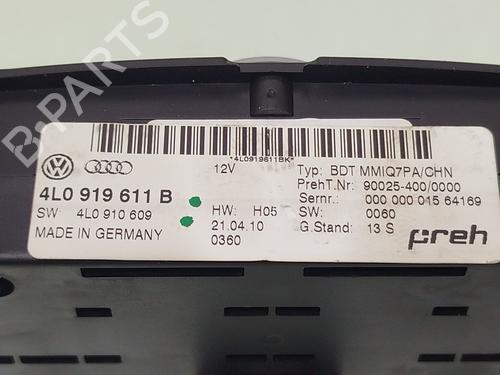 *4L0919611BK*
12V
4L0 919 611 B
SW 4L0 910 609
MADE IN GERMANY
HW: H05
21.04.10
0360
Typ: BDT MMIQ7PA/CHN
PrehT.Nr: 90025-400/0000
Sernr.: 000 000 015 64169
SW: 0060
G.Stand: 13 S
preh
B-PARTS